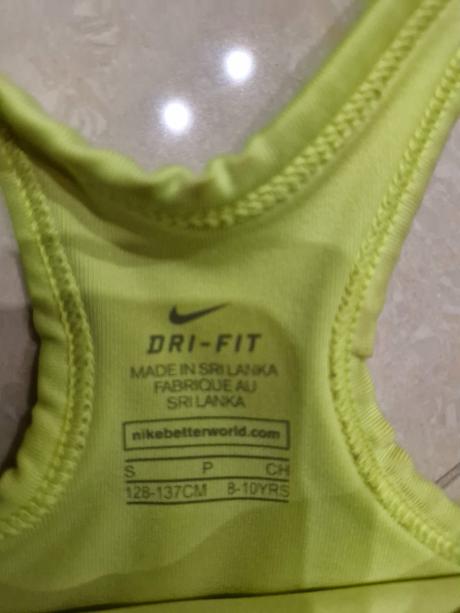 DRI-FIT
MADE IN SRI LANKA
FABRIQUE AU
SRI LANKA
nikebetterworld.com
S P CH
128-137CM 8-10YRS